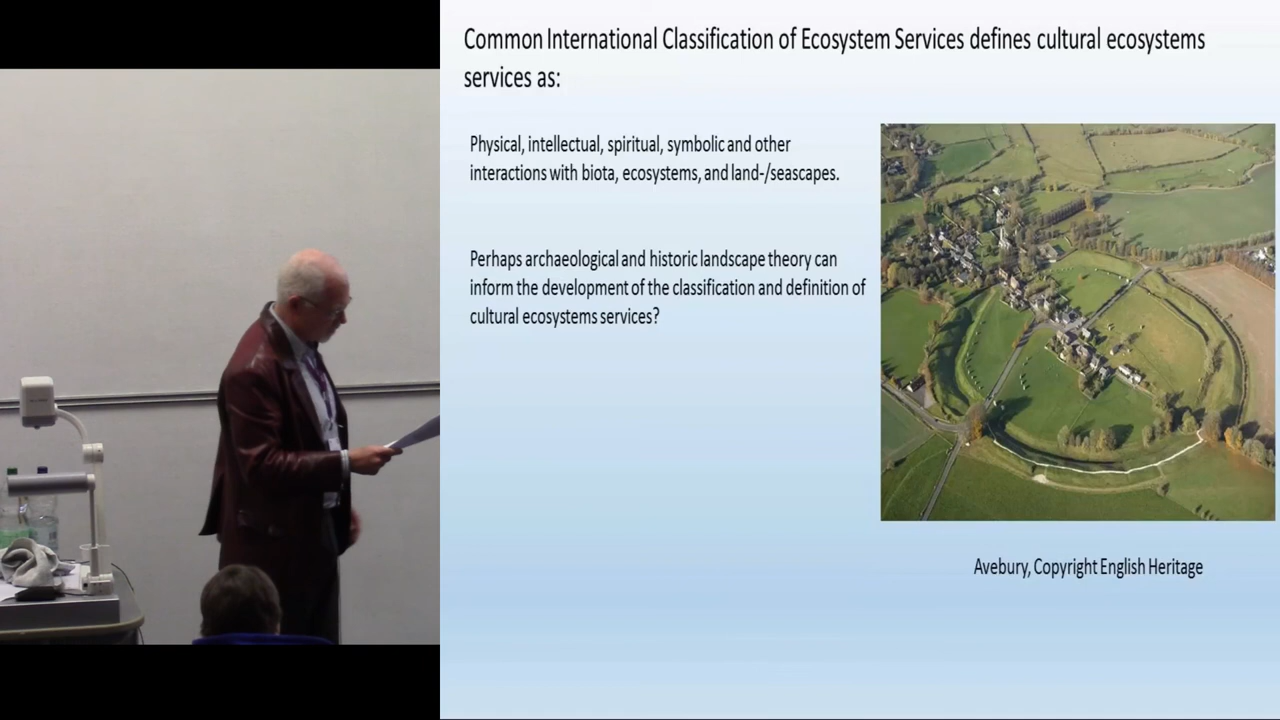 Common International Classification of Ecosystem Services defines cultural ecosystems
services as:
Physical, intellectual, spiritual, symbolic and other
interactions with biota, ecosystems, and land-/seascapes.
Perhaps archaeological and historic landscape theory can
inform the development of the classification and definition of
cultural ecosystems services?
Avebury, Copyright English Heritage